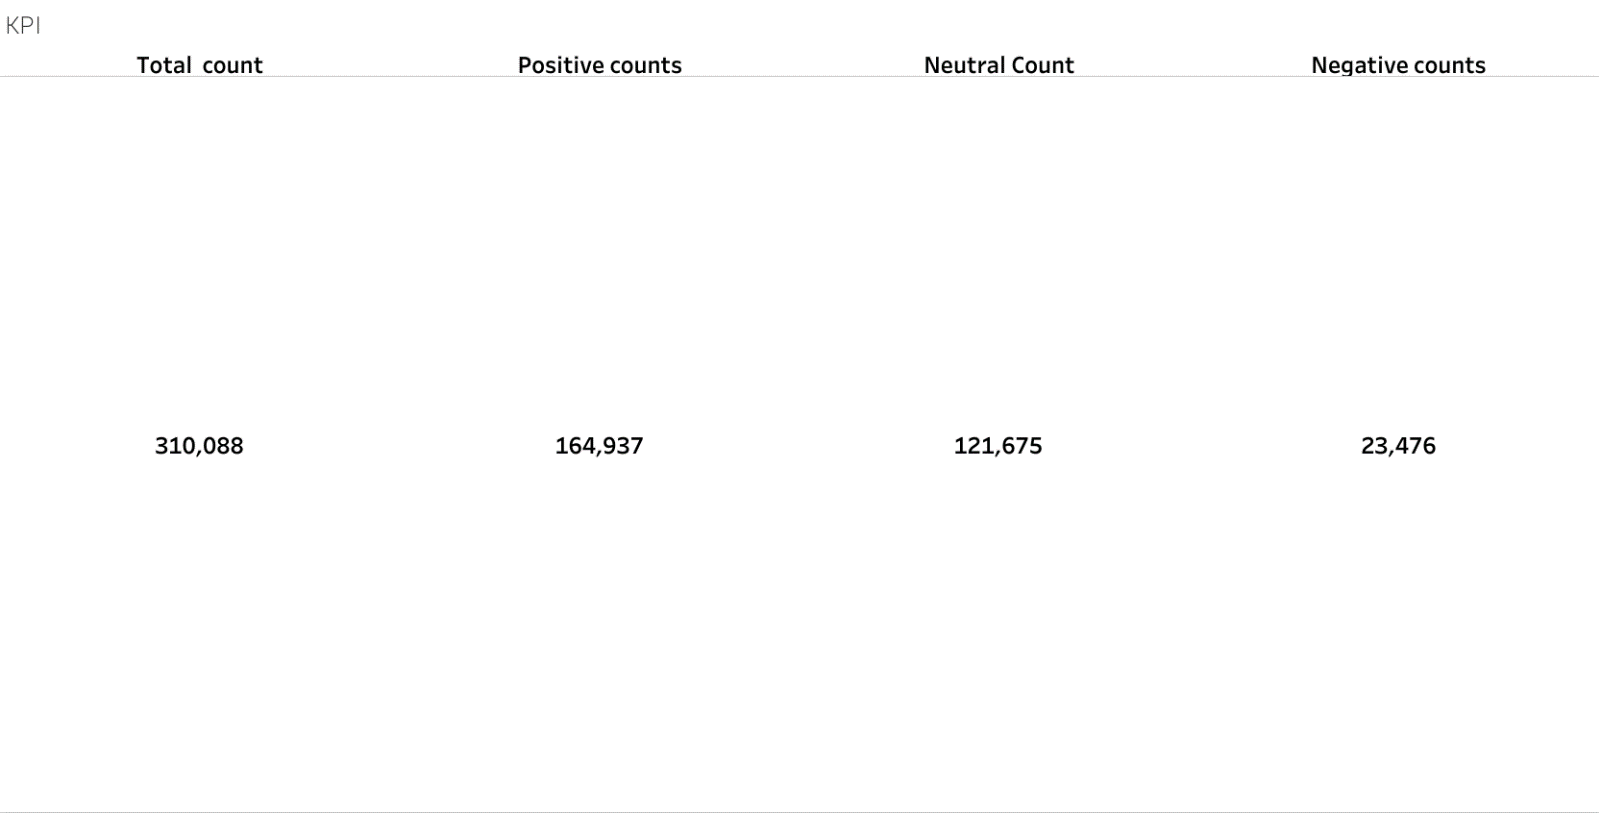 KPI
Total  count Positive counts Neutral Count Negative counts
310,088 164,937 121,675 23,476